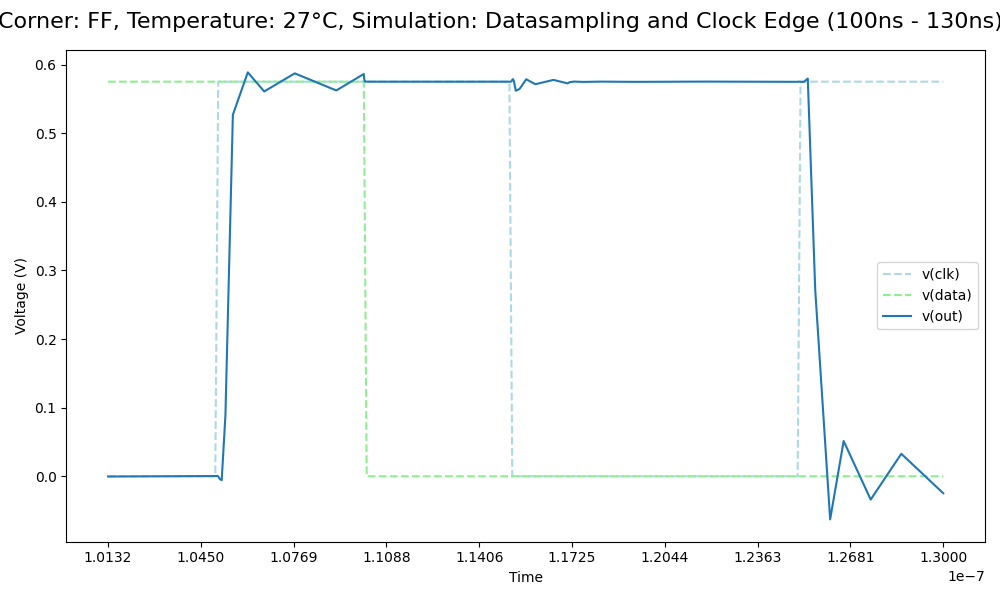 Corner: FF, Temperature: 27°C, Simulation: Datasampling and Clock Edge (100ns - 130ns)
0.6
0.5
0.4
0.3
0.2
0.1
0.0
Voltage (V)
v(clk)
v(data)
v(out)
1.0132 1.0450 1.0769 1.1088 1.1406 1.1725 1.2044 1.2363 1.2681 1.3000
1e−7
Time